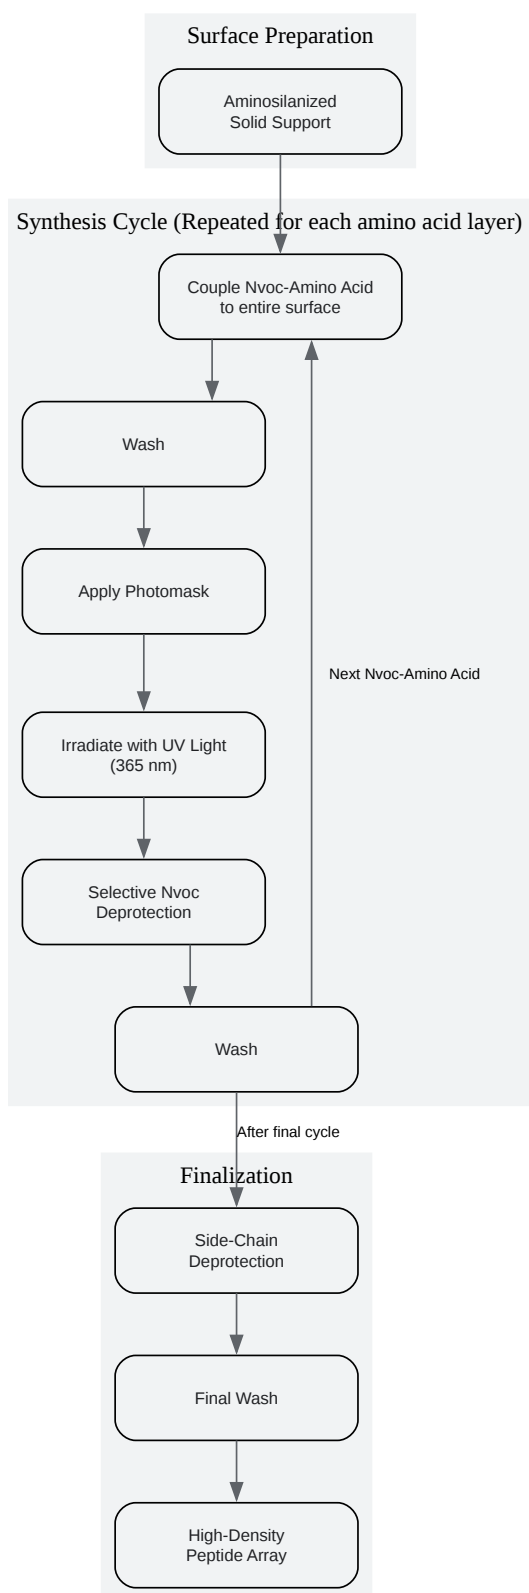 Surface Preparation
Aminosilanized
Solid Support
Synthesis Cycle (Repeated for each amino acid layer)
Couple Nvoc-Amino Acid
to entire surface
Wash
Apply Photomask
Next Nvoc-Amino Acid
Irradiate with UV Light
(365 nm)
Selective Nvoc
Deprotection
Wash
After final cycle
Finalization
Side-Chain
Deprotection
Final Wash
High-Density
Peptide Array